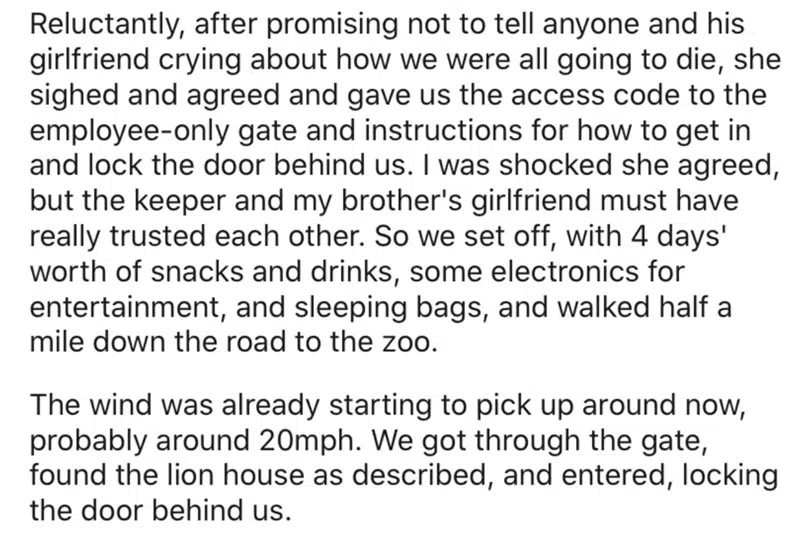 Reluctantly, after promising not to tell anyone and his
girlfriend crying about how we were all going to die, she
sighed and agreed and gave us the access code to the
employee-only gate and instructions for how to get in
and lock the door behind us. I was shocked she agreed,
but the keeper and my brother's girlfriend must have
really trusted each other. So we set off, with 4 days'
worth of snacks and drinks, some electronics for
entertainment, and sleeping bags, and walked half a
mile down the road to the zoo.
The wind was already starting to pick up around now,
probably around 20mph. We got through the gate,
found the lion house as described, and entered, locking
the door behind us.